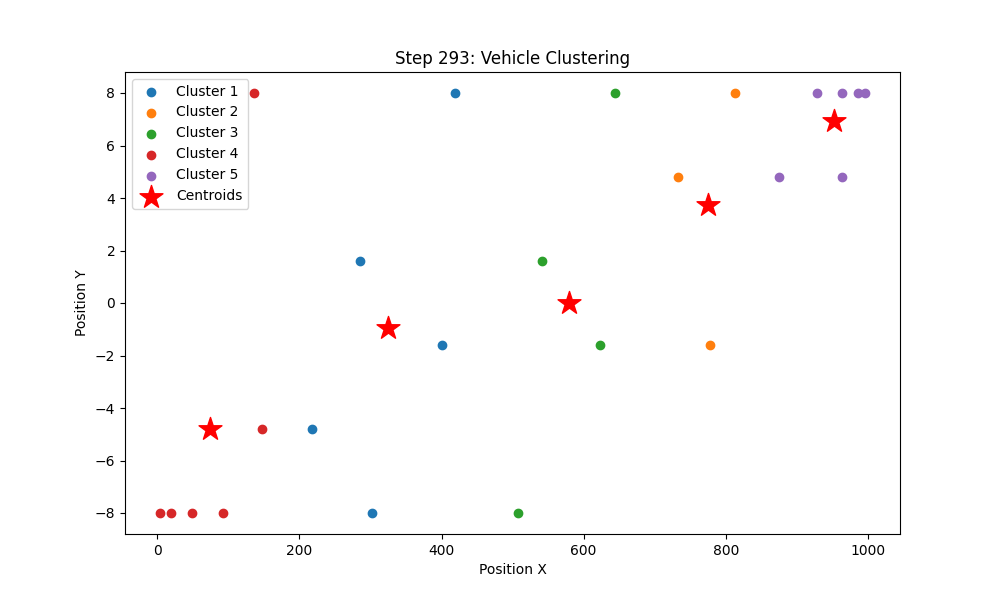 Step 293: Vehicle Clustering
Cluster 1
Cluster 2
Cluster 3
Cluster 4
Cluster 5
Centroids
Position Y
8
6
4
2
0
−2
−4
−6
−8
0
200
400
600
800
1000
Position X